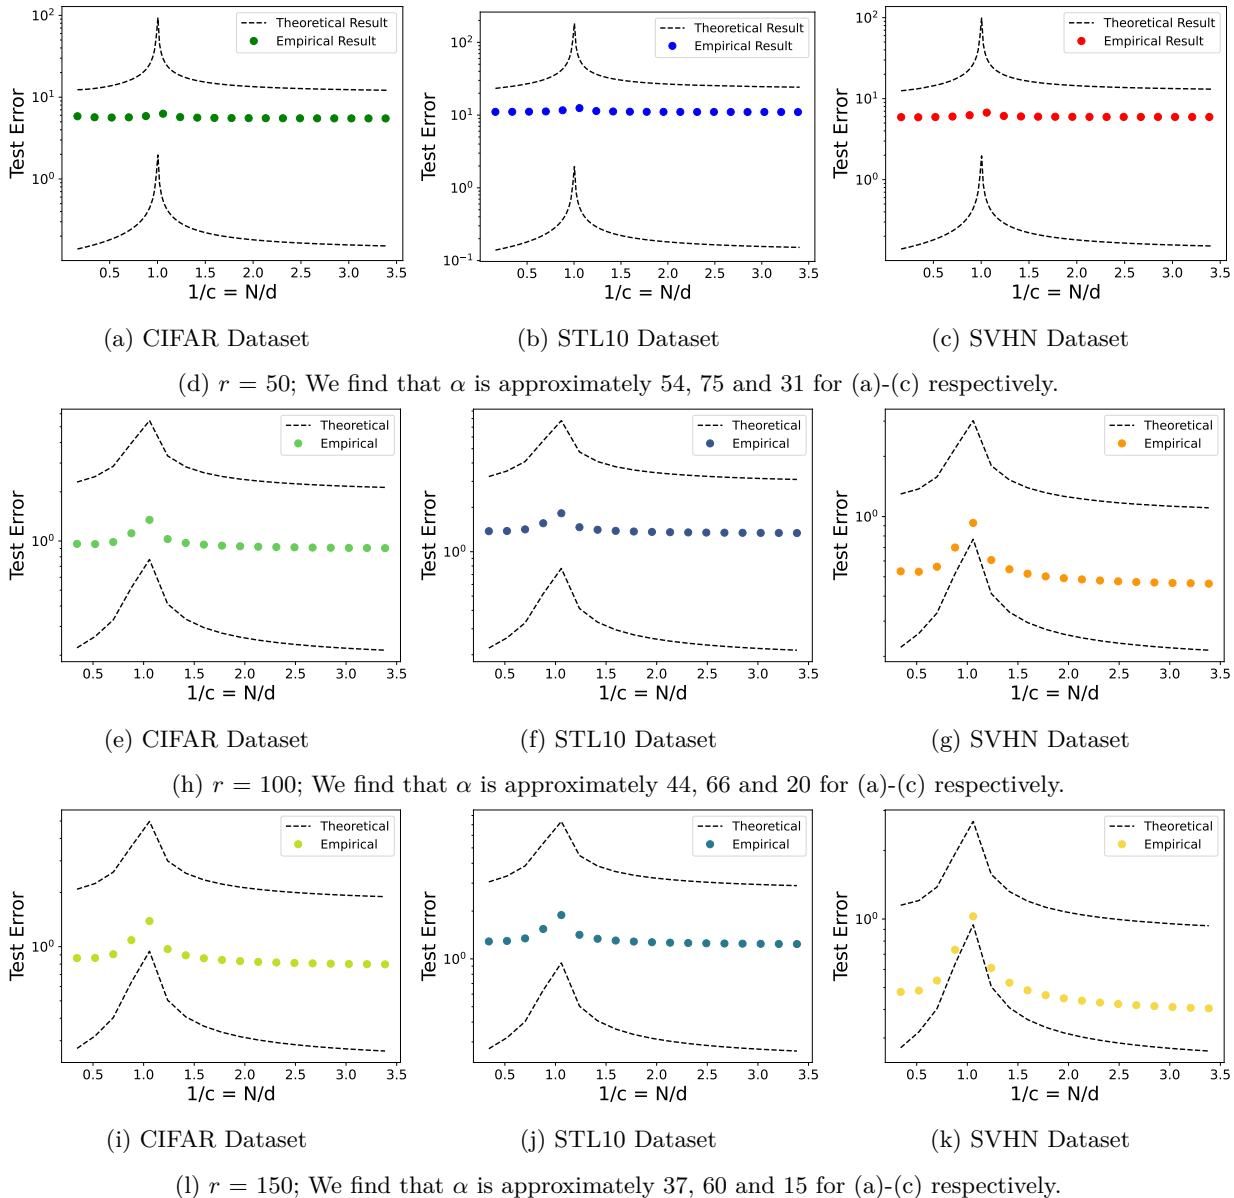 10²
10¹
10⁰
Test Error
Theoretical Result
Empirical Result
0.5 1.0 1.5 2.0 2.5 3.0 3.5
1/c = N/d
(a) CIFAR Dataset
10²
10¹
10⁰
10⁻¹
Test Error
Theoretical Result
Empirical Result
0.5 1.0 1.5 2.0 2.5 3.0 3.5
1/c = N/d
(b) STL10 Dataset
10²
10¹
10⁰
Test Error
Theoretical Result
Empirical Result
0.5 1.0 1.5 2.0 2.5 3.0 3.5
1/c = N/d
(c) SVHN Dataset
(d) r = 50; We find that α is approximately 54, 75 and 31 for (a)-(c) respectively.
10⁰
Test Error
Theoretical
Empirical
0.5 1.0 1.5 2.0 2.5 3.0 3.5
1/c = N/d
(e) CIFAR Dataset
10⁰
Test Error
Theoretical
Empirical
0.5 1.0 1.5 2.0 2.5 3.0 3.5
1/c = N/d
(f) STL10 Dataset
10⁰
Test Error
Theoretical
Empirical
0.5 1.0 1.5 2.0 2.5 3.0 3.5
1/c = N/d
(g) SVHN Dataset
(h) r = 100; We find that α is approximately 44, 66 and 20 for (a)-(c) respectively.
10⁰
Test Error
Theoretical
Empirical
0.5 1.0 1.5 2.0 2.5 3.0 3.5
1/c = N/d
(i) CIFAR Dataset
10⁰
Test Error
Theoretical
Empirical
0.5 1.0 1.5 2.0 2.5 3.0 3.5
1/c = N/d
(j) STL10 Dataset
10⁰
Test Error
Theoretical
Empirical
0.5 1.0 1.5 2.0 2.5 3.0 3.5
1/c = N/d
(k) SVHN Dataset
(l) r = 150; We find that α is approximately 37, 60 and 15 for (a)-(c) respectively.